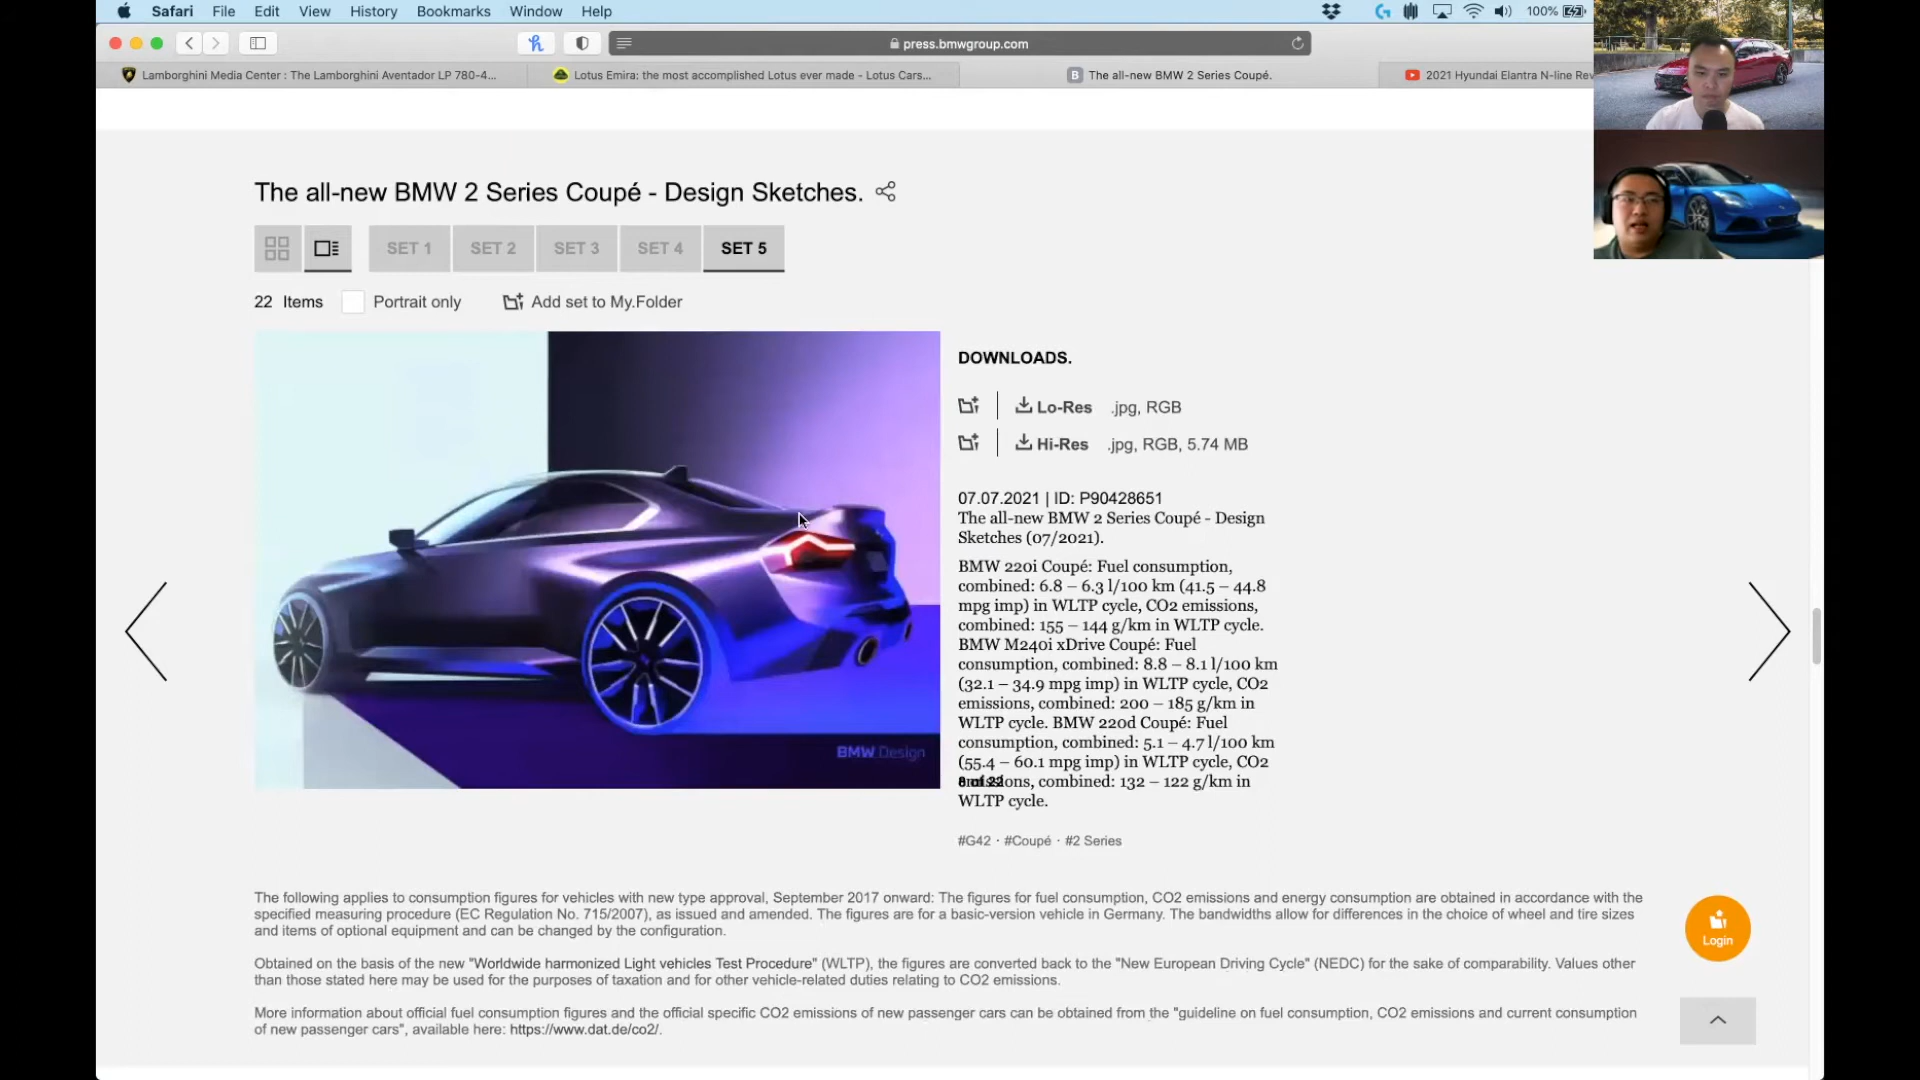 Safari File Edit View History Bookmarks Window Help 100%
press.bmwgroup.com
Lamborghini Media Center : The Lamborghini Aventador LP 780-4...
Lotus Emira: the most accomplished Lotus ever made - Lotus Cars...
The all-new BMW 2 Series Coupé.
2021 Hyundai Elantra N-line Rev
The all-new BMW 2 Series Coupé - Design Sketches.
SET 1 SET 2 SET 3 SET 4 SET 5
22 Items Portrait only Add set to My.Folder
BMW Design
DOWNLOADS.
Lo-Res .jpg, RGB
Hi-Res .jpg, RGB, 5.74 MB
07.07.2021 | ID: P90428651
The all-new BMW 2 Series Coupé - Design
Sketches (07/2021).
BMW 220i Coupé: Fuel consumption,
combined: 6.8 – 6.3 l/100 km (41.5 – 44.8
mpg imp) in WLTP cycle, CO2 emissions,
combined: 155 – 144 g/km in WLTP cycle.
BMW M240i xDrive Coupé: Fuel
consumption, combined: 8.8 – 8.1 l/100 km
(32.1 – 34.9 mpg imp) in WLTP cycle, CO2
emissions, combined: 200 – 185 g/km in
WLTP cycle. BMW 220d Coupé: Fuel
consumption, combined: 5.1 – 4.7 l/100 km
(55.4 – 60.1 mpg imp) in WLTP cycle, CO2
emissions, combined: 132 – 122 g/km in
8 of 22
WLTP cycle.
#G42 · #Coupé · #2 Series
The following applies to consumption figures for vehicles with new type approval, September 2017 onward: The figures for fuel consumption, CO2 emissions and energy consumption are obtained in accordance with the
specified measuring procedure (EC Regulation No. 715/2007), as issued and amended. The figures are for a basic-version vehicle in Germany. The bandwidths allow for differences in the choice of wheel and tire sizes
and items of optional equipment and can be changed by the configuration.
Obtained on the basis of the new "Worldwide harmonized Light vehicles Test Procedure" (WLTP), the figures are converted back to the "New European Driving Cycle" (NEDC) for the sake of comparability. Values other
than those stated here may be used for the purposes of taxation and for other vehicle-related duties relating to CO2 emissions.
More information about official fuel consumption figures and the official specific CO2 emissions of new passenger cars can be obtained from the "guideline on fuel consumption, CO2 emissions and current consumption
of new passenger cars", available here: https://www.dat.de/co2/.
Login